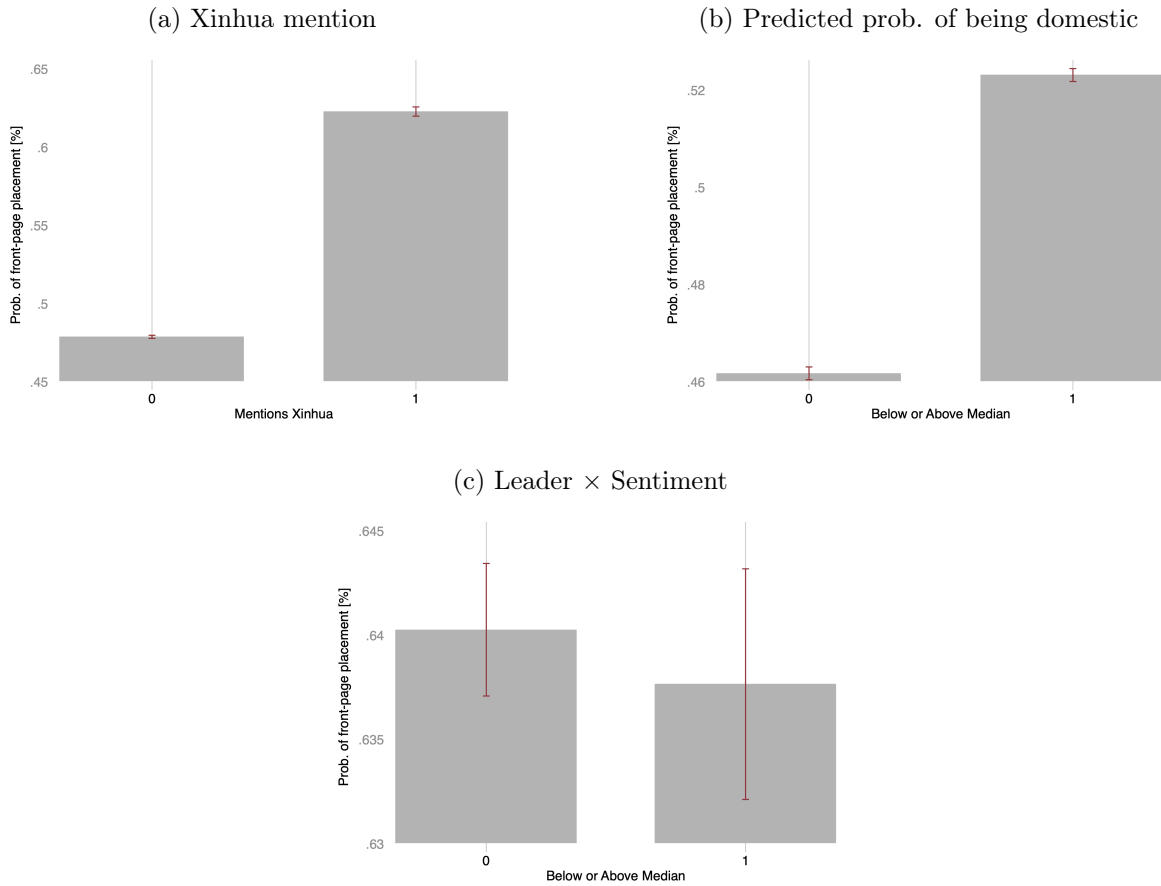 (a) Xinhua mention
Prob. of front-page placement [%]
.65
.6
.55
.5
.45
0
1
Mentions Xinhua
(b) Predicted prob. of being domestic
Prob. of front-page placement [%]
.52
.5
.48
.46
0
1
Below or Above Median
(c) Leader × Sentiment
Prob. of front-page placement [%]
.645
.64
.635
.63
0
1
Below or Above Median